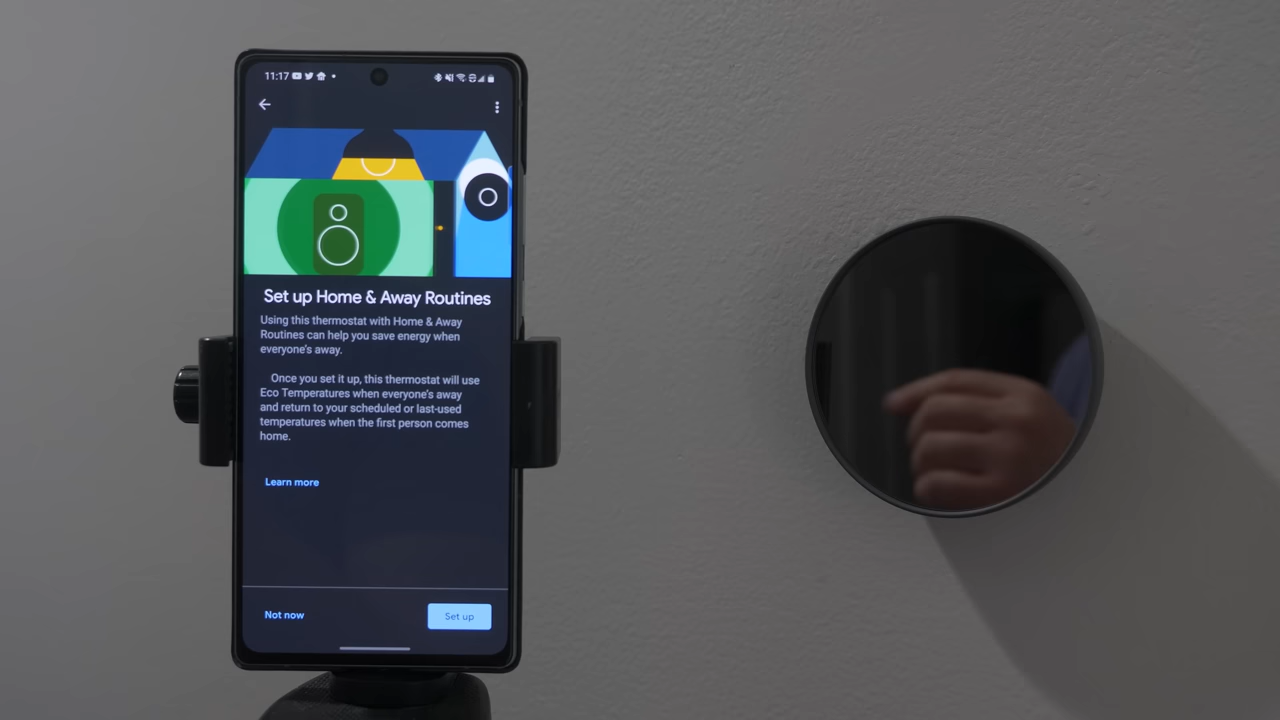 11:17
Set up Home & Away Routines
Using this thermostat with Home & Away
Routines can help you save energy when
everyone's away.
Once you set it up, this thermostat will use
Eco Temperatures when everyone's away
and return to your scheduled or last-used
temperatures when the first person comes
home.
Learn more
Not now
Set up